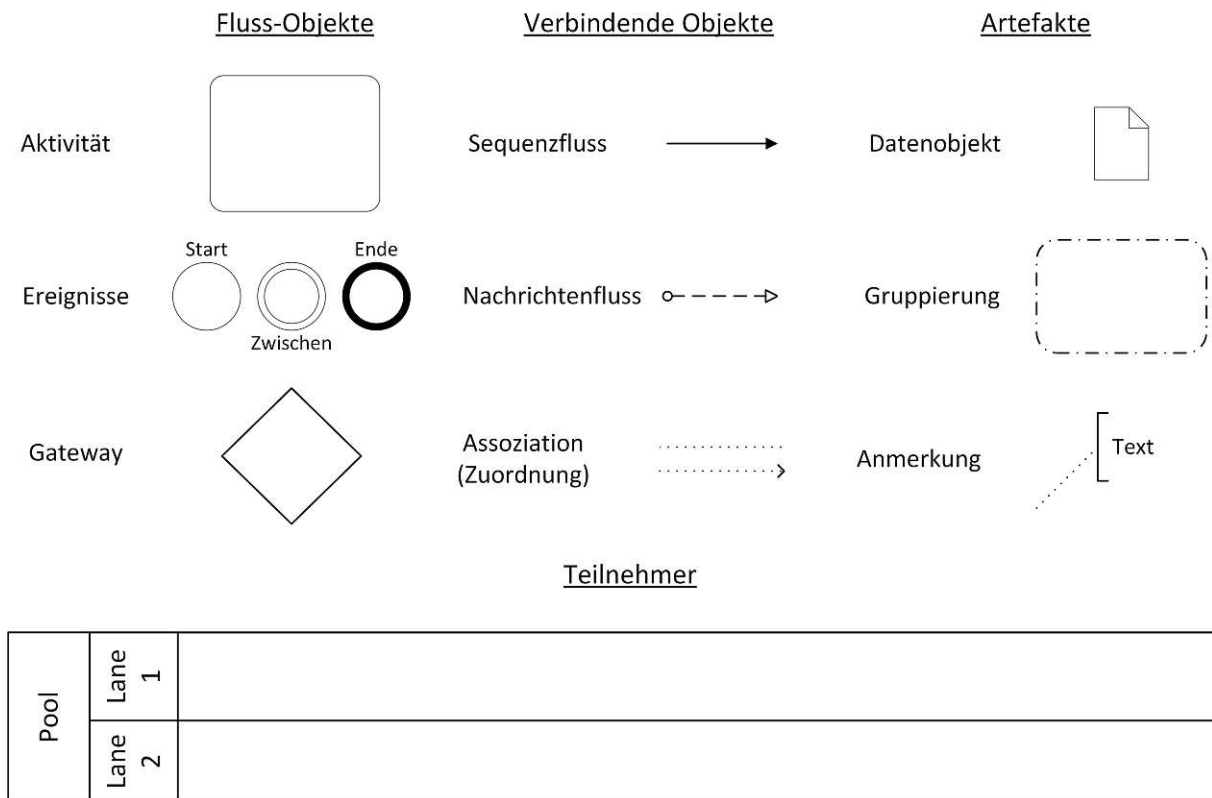 Fluss-Objekte
Verbindende Objekte
Artefakte
Aktivität
Sequenzfluss
Datenobjekt
Start
Ende
Ereignisse
Zwischen
Nachrichtenfluss
Gruppierung
Gateway
Assoziation
(Zuordnung)
Anmerkung
Text
Teilnehmer
Pool
Lane
1
Lane
2